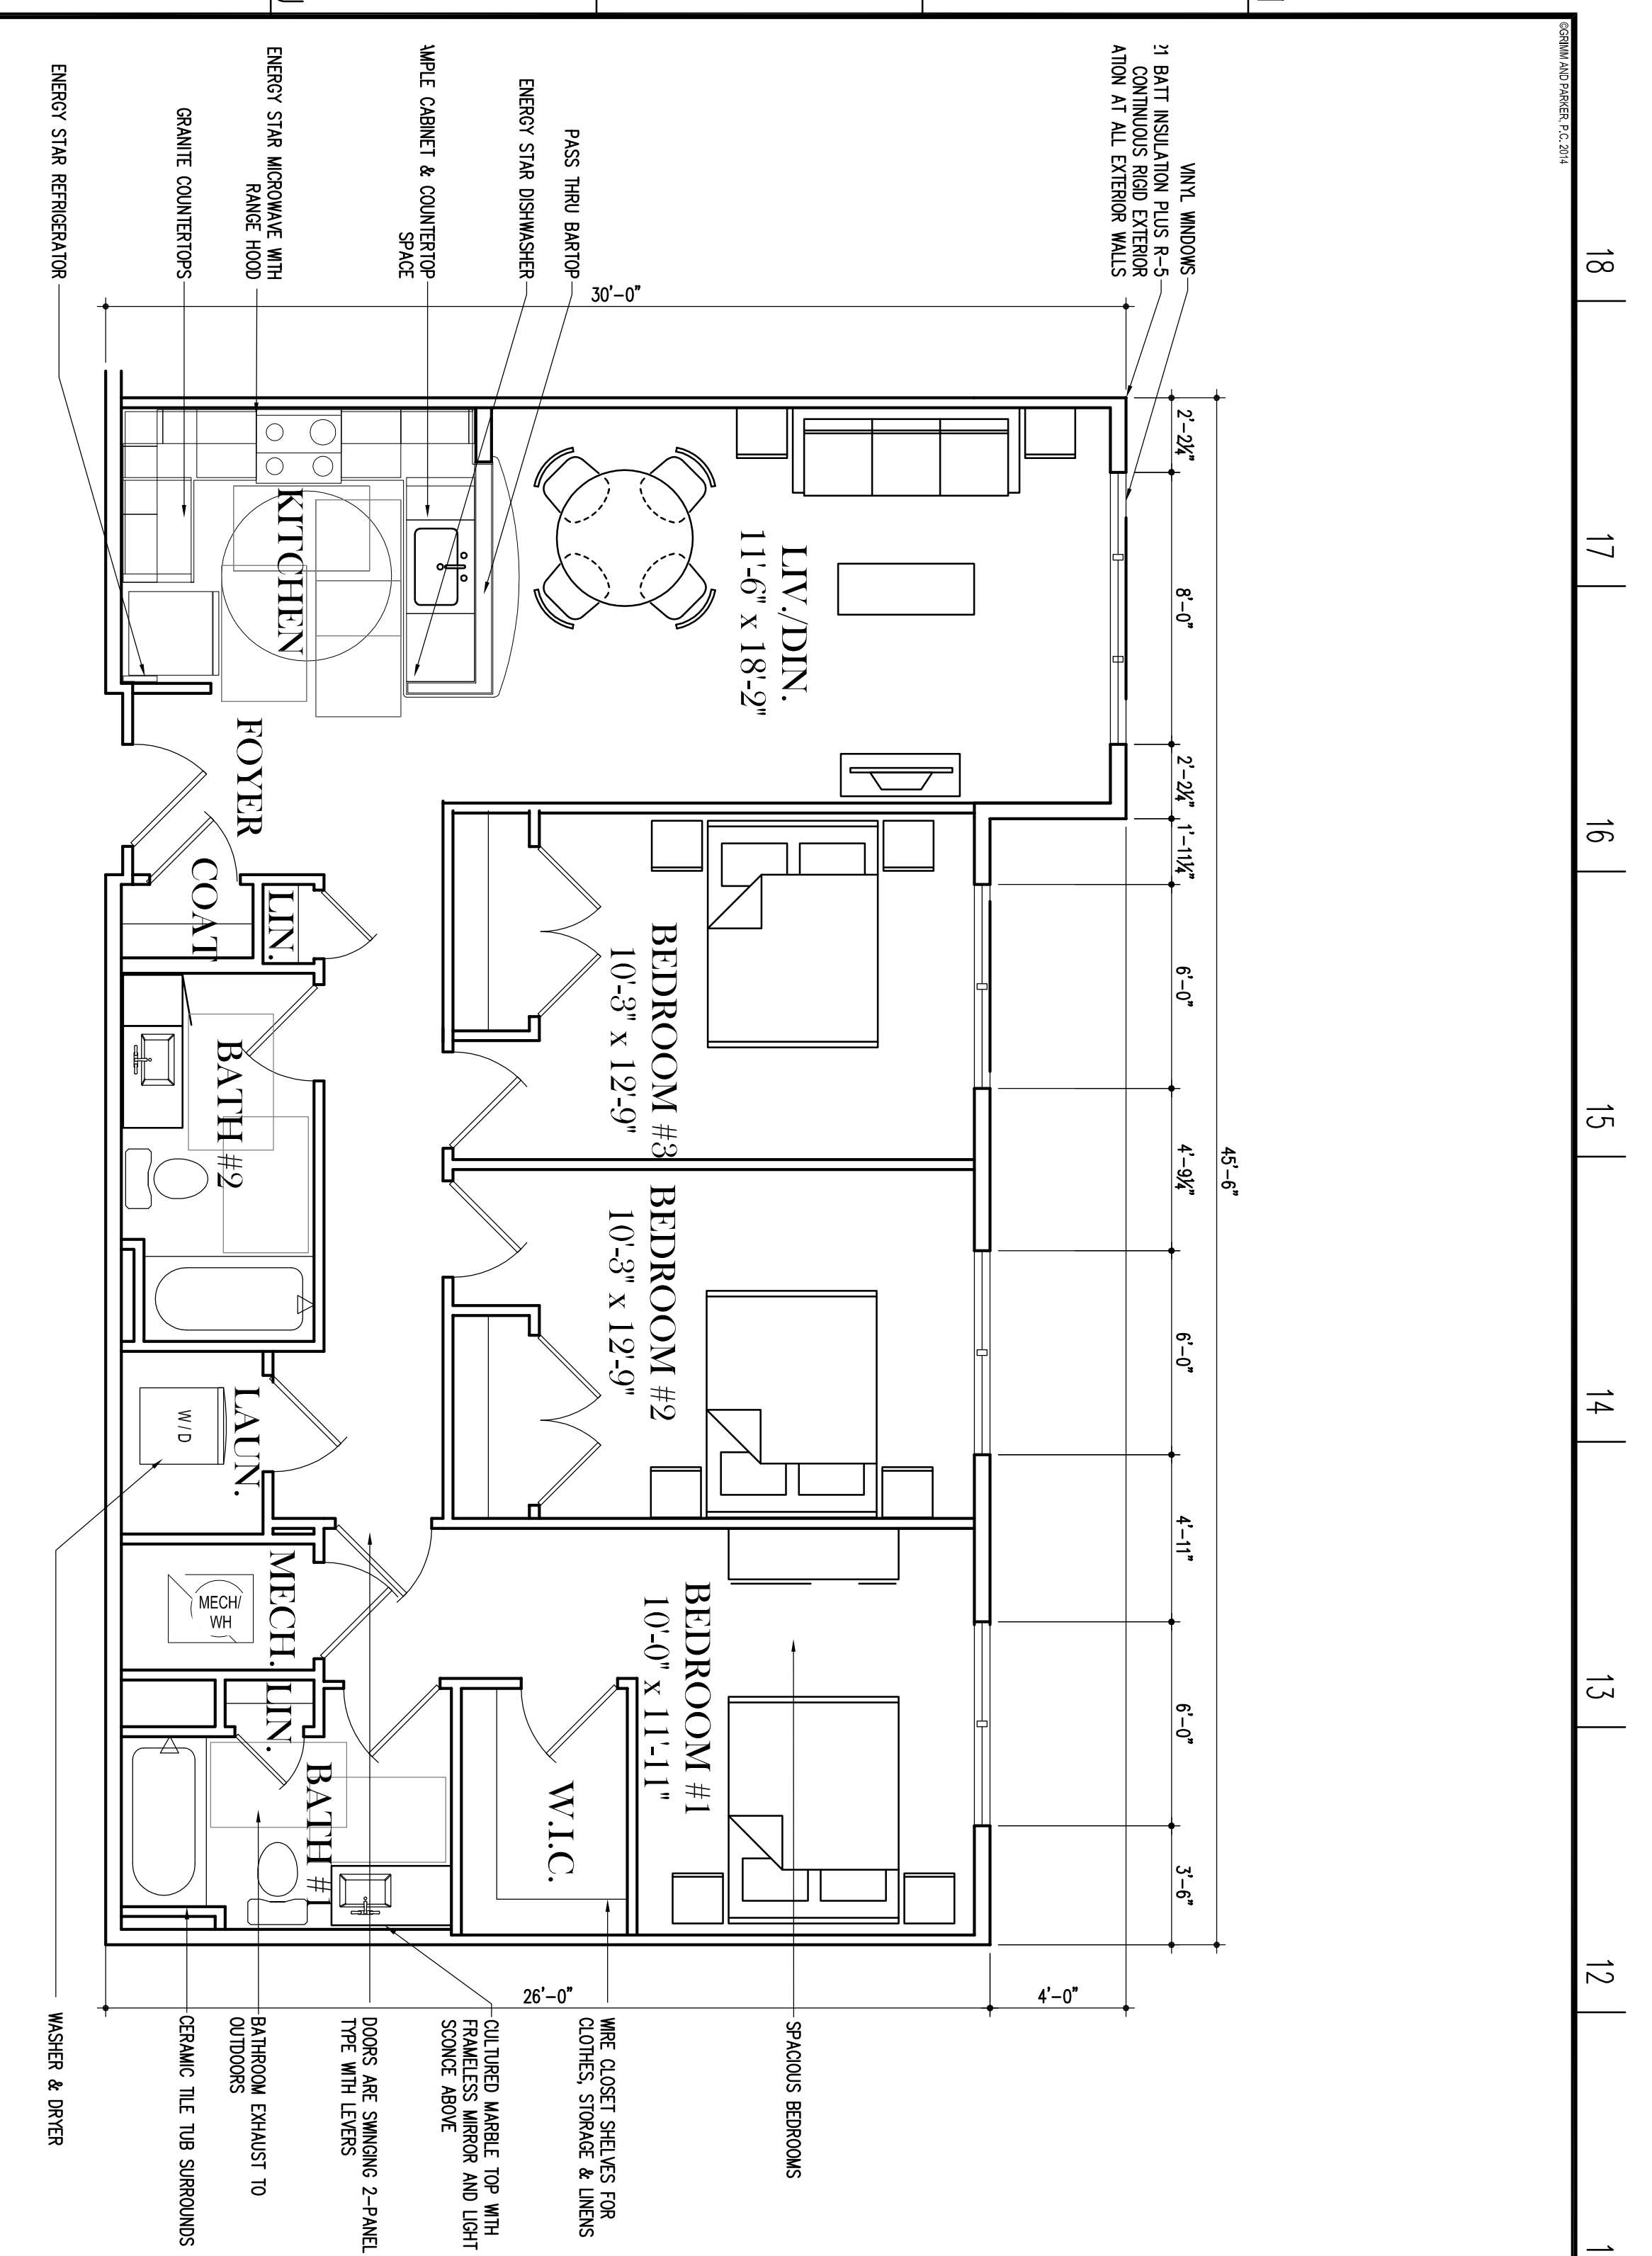 ©GRIMM AND PARKER, P.C. 2014
18
17
16
15
14
13
12
VINYL WINDOWS
21 BATT INSULATION PLUS R-5
CONTINUOUS RIGID EXTERIOR
ATION AT ALL EXTERIOR WALLS
PASS THRU BARTOP
ENERGY STAR DISHWASHER
AMPLE CABINET & COUNTERTOP
SPACE
ENERGY STAR MICROWAVE WITH
RANGE HOOD
GRANITE COUNTERTOPS
ENERGY STAR REFRIGERATOR
45'-6"
2'-2¼"
8'-0"
2'-2¼"
1'-11¼"
6'-0"
4'-9¼"
6'-0"
4'-11"
6'-0"
3'-6"
30'-0"
4'-0"
26'-0"
LIV./DIN.
11'-6" x 18'-2"
KITCHEN
FOYER
COAT
LIN.
BEDROOM #3
10'-3" x 12'-9"
BEDROOM #2
10'-3" x 12'-9"
BEDROOM #1
10'-0" x 11'-11"
BATH #2
LAUN.
W/D
MECH.
MECH/
WH
LIN.
BATH #1
W.I.C.
SPACIOUS BEDROOMS
WIRE CLOSET SHELVES FOR
CLOTHES, STORAGE & LINENS
CULTURED MARBLE TOP WITH
FRAMELESS MIRROR AND LIGHT
SCONCE ABOVE
DOORS ARE SWINGING 2-PANEL
TYPE WITH LEVERS
BATHROOM EXHAUST TO
OUTDOORS
CERAMIC TILE TUB SURROUNDS
WASHER & DRYER